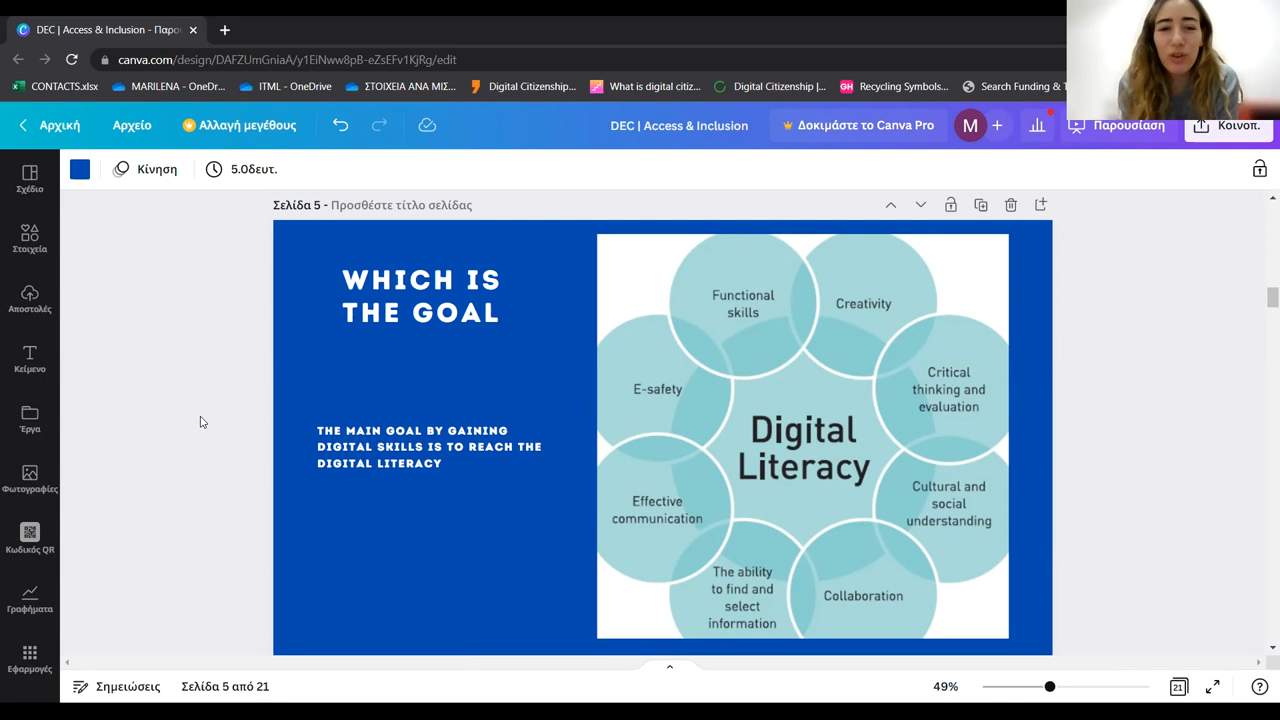 DEC | Access & Inclusion - Παρου
canva.com/design/DAFZUmGniaA/y1EiNww8pB-eZsEFv1KjRg/edit
CONTACTS.xlsx
MARILENA - OneDr...
ITML - OneDrive
ΣΤΟΙΧΕΙΑ ΑΝΑ ΜΙΣ...
Digital Citizenship...
What is digital citiz...
Digital Citizenship |...
GH
Recycling Symbols...
Search Funding & T
Αρχική
Αρχείο
Αλλαγή μεγέθους
DEC | Access & Inclusion
Δοκιμάστε το Canva Pro
M
Παρουσίαση
Κοινοπ.
Κίνηση
5.0δευτ.
Σχέδιο
Στοιχεία
Αποστολές
Κείμενο
Έργα
Φωτογραφίες
Κωδικός QR
Γραφήματα
Εφαρμογές
Σελίδα 5 - Προσθέστε τίτλο σελίδας
WHICH IS
THE GOAL
THE MAIN GOAL BY GAINING
DIGITAL SKILLS IS TO REACH THE
DIGITAL LITERACY
Functional
skills
Creativity
E-safety
Critical
thinking and
evaluation
Digital
Literacy
Effective
communication
Cultural and
social
understanding
The ability
to find and
select
information
Collaboration
Σημειώσεις
Σελίδα 5 από 21
49%
21